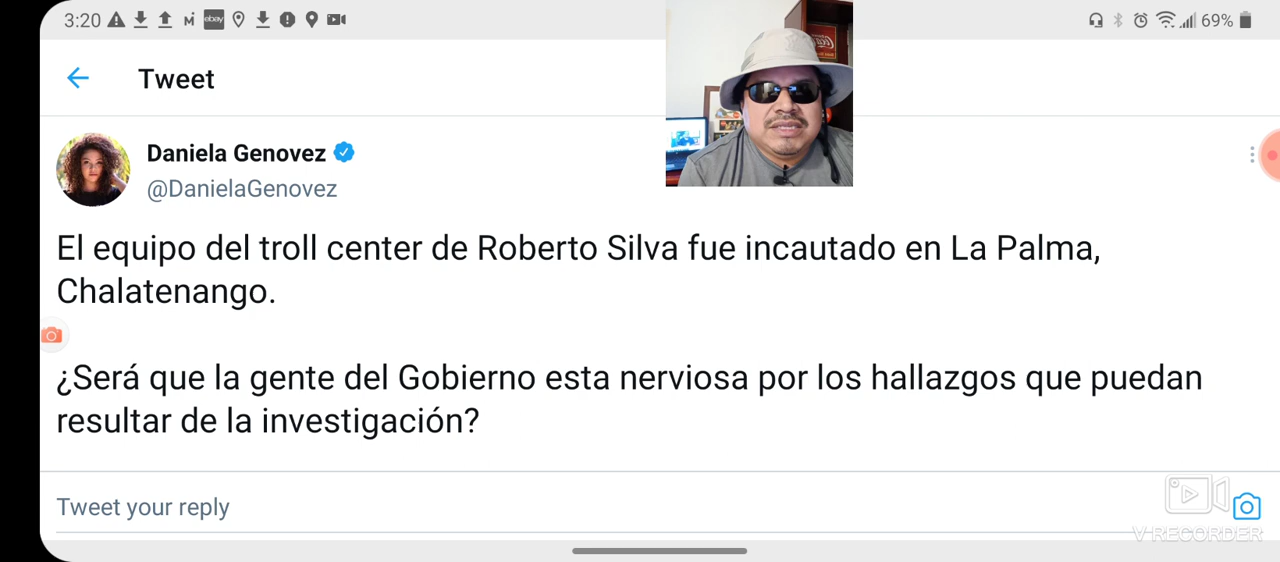 3:20
ebay
69%
Tweet
Daniela Genovez
@DanielaGenovez
El equipo del troll center de Roberto Silva fue incautado en La Palma,
Chalatenango.
¿Será que la gente del Gobierno esta nerviosa por los hallazgos que puedan
resultar de la investigación?
Tweet your reply
V RECORDER